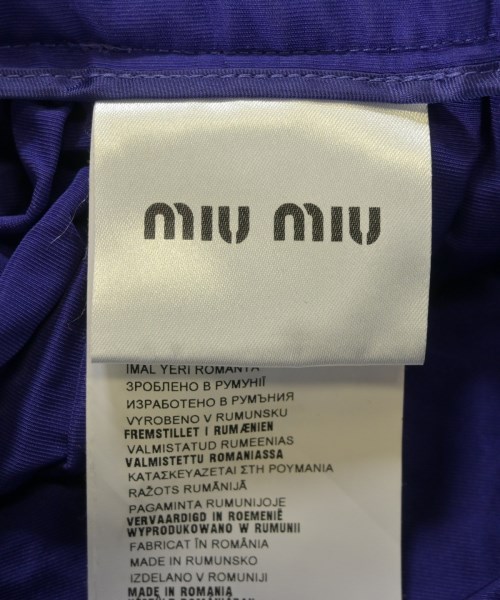 miu miu
IMAL YERI ROMANYA
ЗРОБЛЕНО В РУМУНІЇ
ИЗРАБОТЕНО В РУМЪНИЯ
VYROBENO V RUMUNSKU
FREMSTILLET I RUMÆNIEN
VALMISTATUD RUMEENIAS
VALMISTETTU ROMANIASSA
ΚΑΤΑΣΚΕΥΑΖΕΤΑΙ ΣΤΗ ΡΟΥΜΑΝΙΑ
RAŽOTS RUMĀNIJĀ
PAGAMINTA RUMUNIJOJE
VERVAARDIGD IN ROEMENIË
WYPRODUKOWANO W RUMUNII
FABRICAT ÎN ROMÂNIA
MADE IN RUMUNSKO
IZDELANO V ROMUNIJI
MADE IN ROMANIA